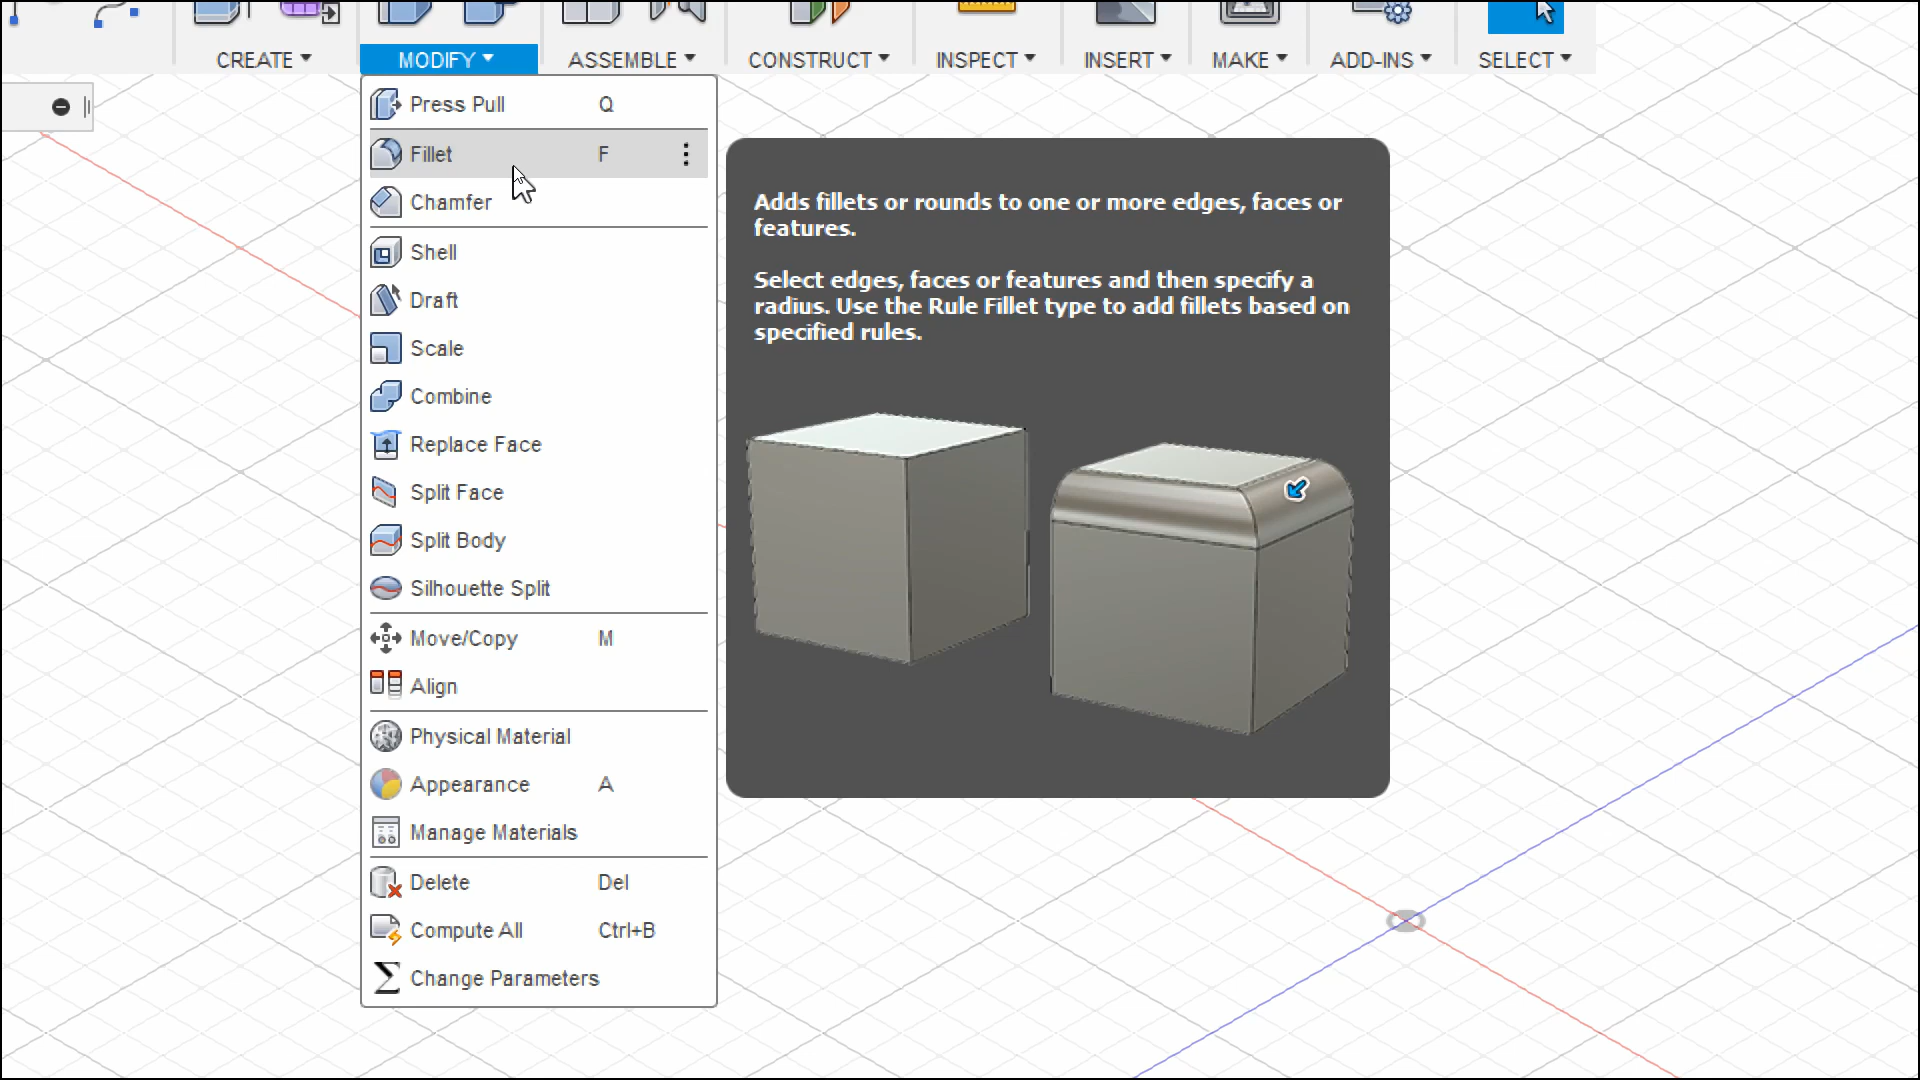 CREATE MODIFY ASSEMBLE CONSTRUCT INSPECT INSERT MAKE ADD-INS SELECT
Press Pull Q
Fillet F
Chamfer
Shell
Draft
Scale
Combine
Replace Face
Split Face
Split Body
Silhouette Split
Move/Copy M
Align
Physical Material
Appearance A
Manage Materials
Delete Del
Compute All Ctrl+B
Change Parameters
Adds fillets or rounds to one or more edges, faces or
features.
Select edges, faces or features and then specify a
radius. Use the Rule Fillet type to add fillets based on
specified rules.